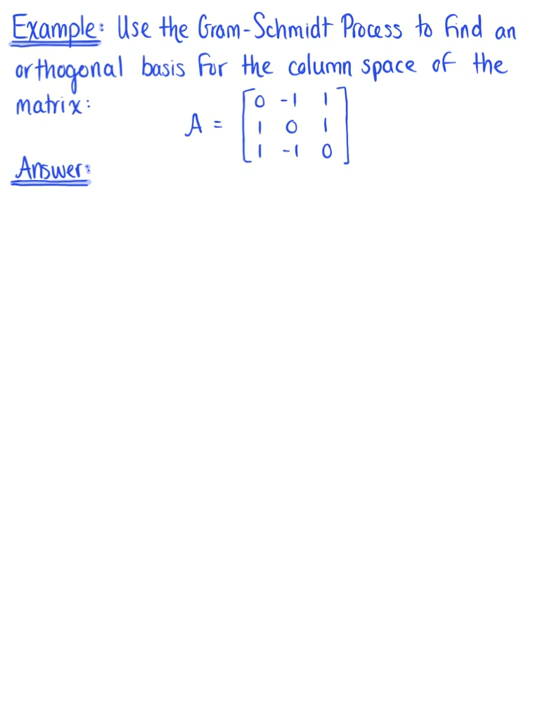 Example: Use the Gram-Schmidt Process to find an
orthogonal basis for the column space of the
matrix:
A = [0 -1 1
1 0 1
1 -1 0]
Answer: